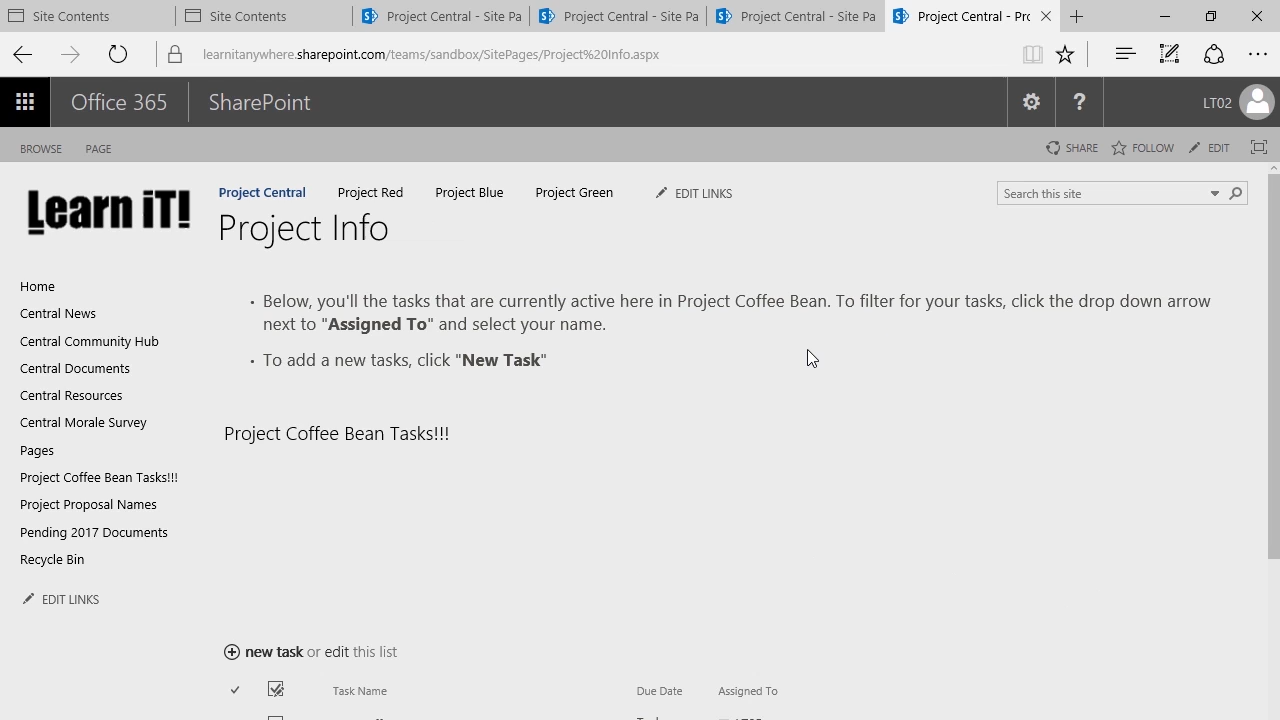 Site Contents
Site Contents
Project Central - Site Pa
Project Central - Site Pa
Project Central - Site Pa
Project Central - Pro
learnitanywhere.sharepoint.com/teams/sandbox/SitePages/Project%20Info.aspx
Office 365
SharePoint
?
LT02
BROWSE
PAGE
SHARE
FOLLOW
EDIT
Learn iT!
Project Central
Project Red
Project Blue
Project Green
EDIT LINKS
Search this site
Project Info
Home
Central News
Central Community Hub
Central Documents
Central Resources
Central Morale Survey
Pages
Project Coffee Bean Tasks!!!
Project Proposal Names
Pending 2017 Documents
Recycle Bin
EDIT LINKS
• Below, you'll the tasks that are currently active here in Project Coffee Bean. To filter for your tasks, click the drop down arrow
next to "Assigned To" and select your name.
• To add a new tasks, click "New Task"
Project Coffee Bean Tasks!!!
new task or edit this list
Task Name
Due Date
Assigned To